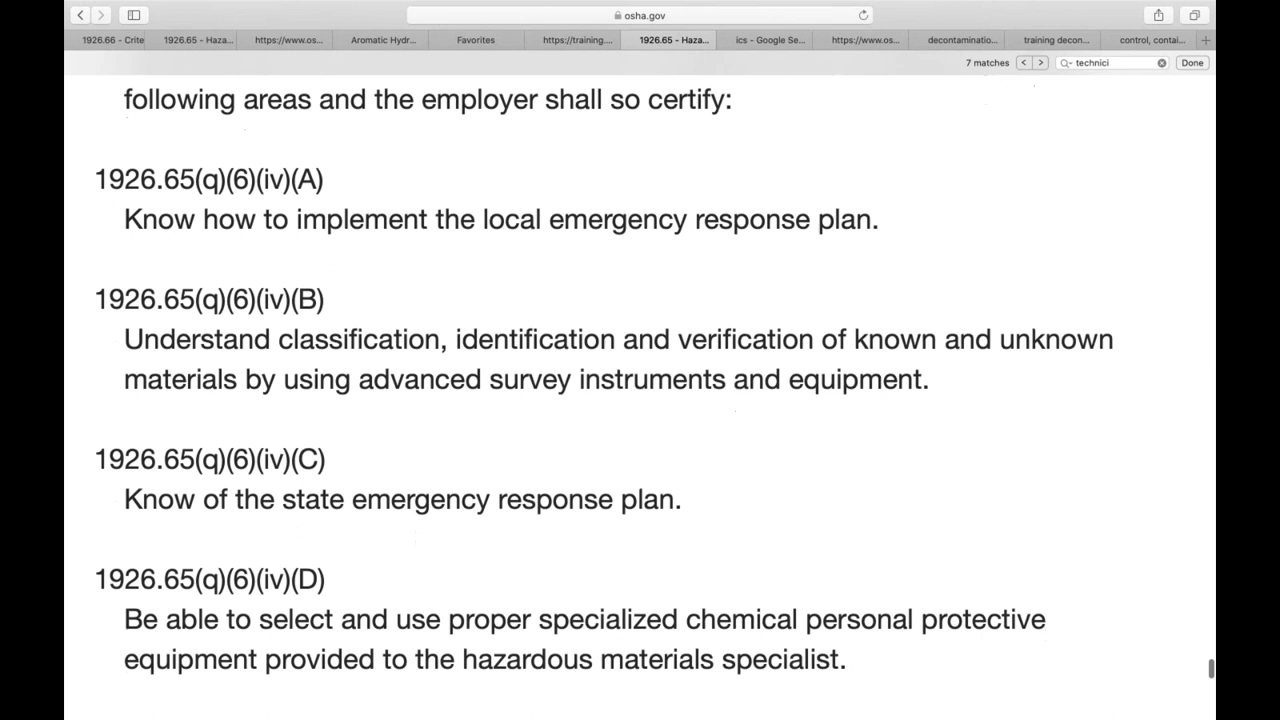 osha.gov
1926.66 - Crite
1926.65 - Haza...
https://www.os...
Aromatic Hydr...
Favorites
https://training....
1926.65 - Haza...
ics - Google Se...
https://www.os...
decontaminatio...
training decon...
control, contai...
7 matches
technici
Done
following areas and the employer shall so certify:
1926.65(q)(6)(iv)(A)
Know how to implement the local emergency response plan.
1926.65(q)(6)(iv)(B)
Understand classification, identification and verification of known and unknown
materials by using advanced survey instruments and equipment.
1926.65(q)(6)(iv)(C)
Know of the state emergency response plan.
1926.65(q)(6)(iv)(D)
Be able to select and use proper specialized chemical personal protective
equipment provided to the hazardous materials specialist.